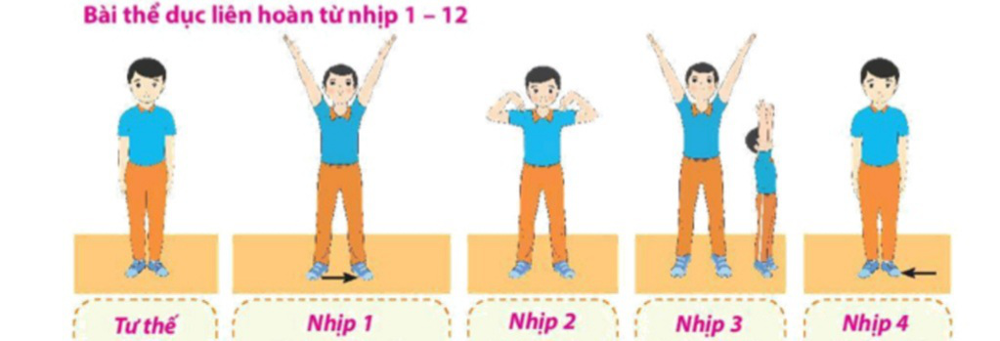 Bài thể dục liên hoàn từ nhịp 1 – 12
Tư thế
Nhịp 1
Nhịp 2
Nhịp 3
Nhịp 4